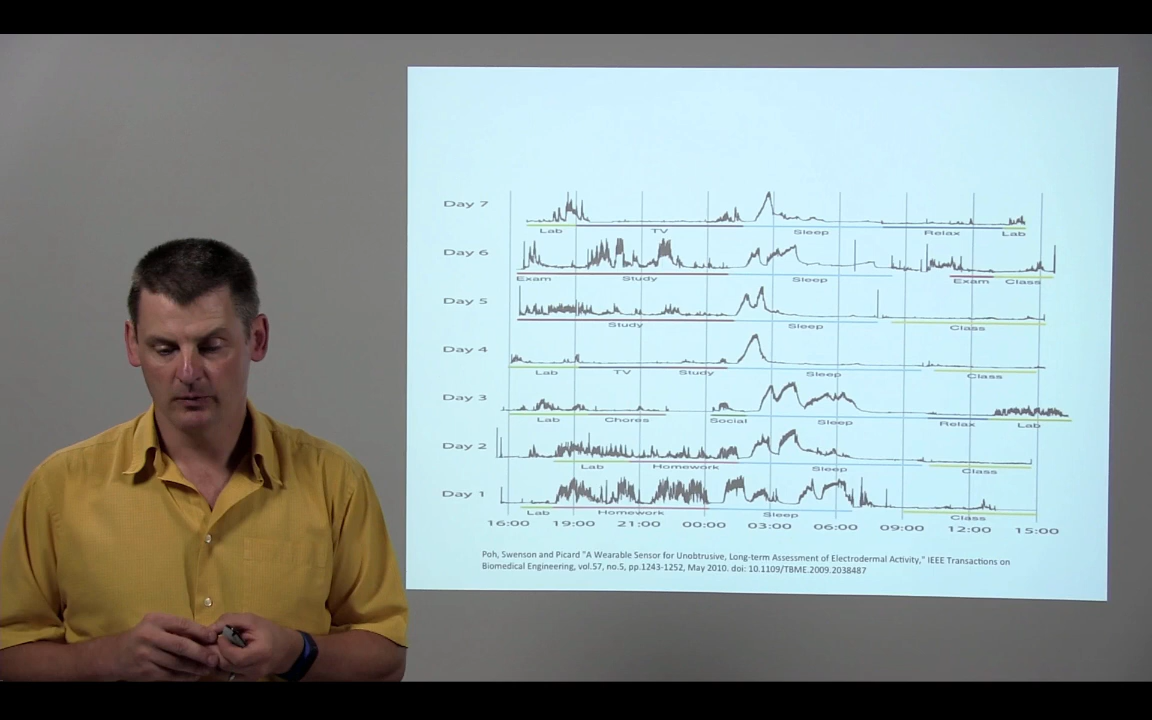 Day 7
Lab TV Sleep Relax Lab
Day 6
Exam Study Sleep Exam Class
Day 5
Study Sleep Class
Day 4
Lab TV Study Sleep Class
Day 3
Lab Chores Social Sleep Relax Lab
Day 2
Lab Homework Sleep Class
Day 1
Lab Homework Sleep Class
16:00 19:00 21:00 00:00 03:00 06:00 09:00 12:00 15:00
Poh, Swenson and Picard "A Wearable Sensor for Unobtrusive, Long-term Assessment of Electrodermal Activity," IEEE Transactions on
Biomedical Engineering, vol.57, no.5, pp.1243-1252, May 2010. doi: 10.1109/TBME.2009.2038487